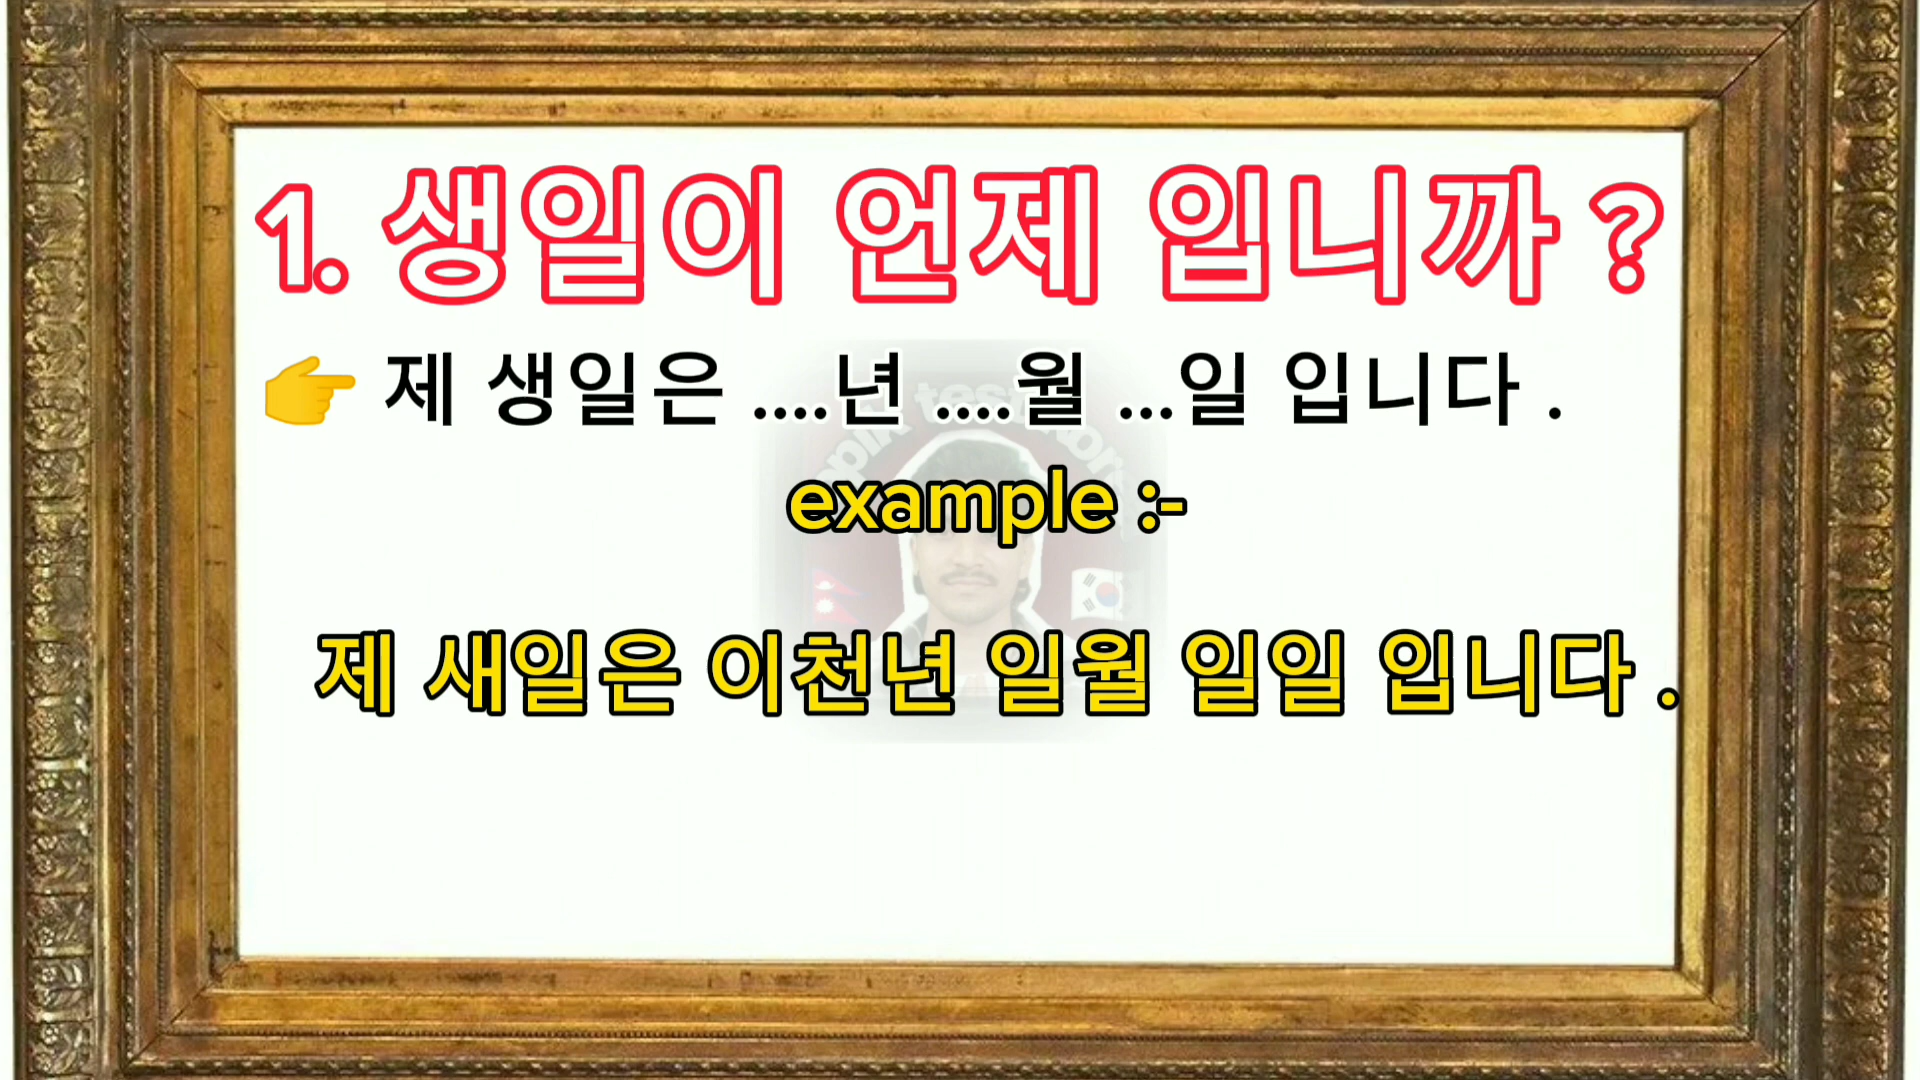 1. 생일이 언제 입니까 ?
👉 제 생일은 ....년 ....월 ...일 입니다 .
example :-
제 새일은 이천년 일월 일일 입니다 .